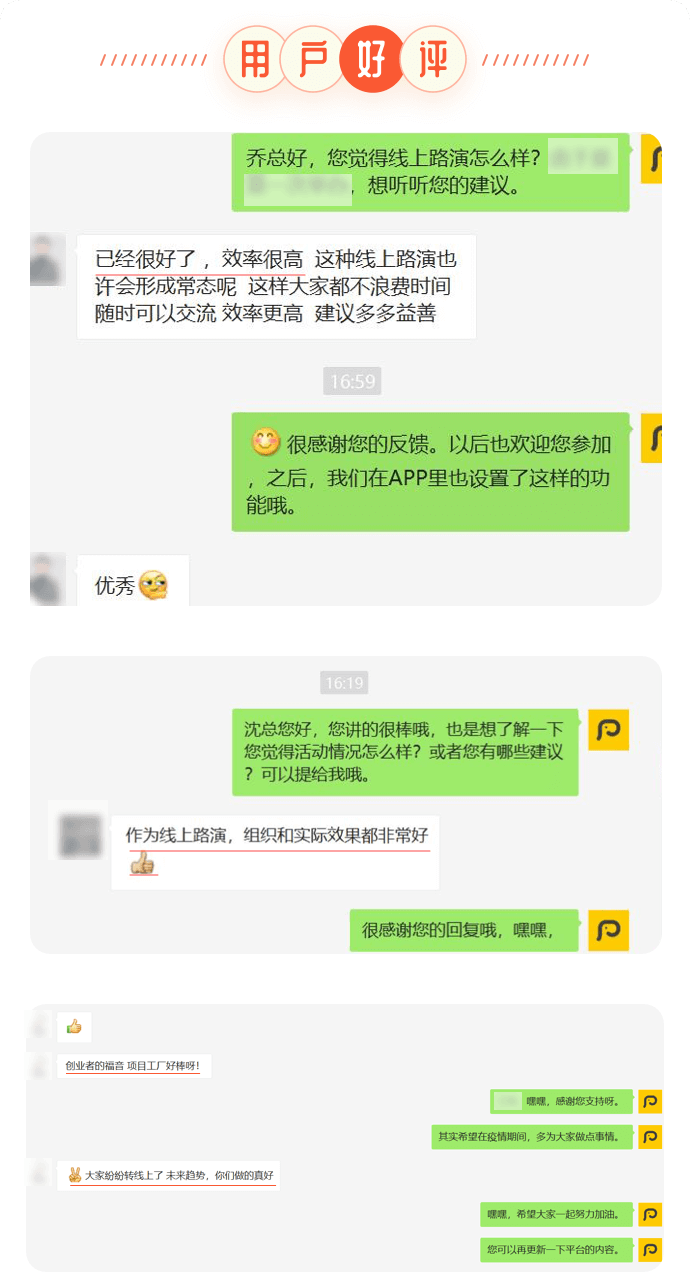 用户好评
乔总好，您觉得线上路演怎么样？
，想听听您的建议。
已经很好了 ，效率很高 这种线上路演也
许会形成常态呢 这样大家都不浪费时间
随时可以交流 效率更高 建议多多益善
16:59
很感谢您的反馈。以后也欢迎您参加
，之后，我们在APP里也设置了这样的功
能哦。
优秀
16:19
沈总您好，您讲的很棒哦，也是想了解一下
您觉得活动情况怎么样？或者您有哪些建议
？可以提给我哦。
作为线上路演，组织和实际效果都非常好
很感谢您的回复哦，嘿嘿，
创业者的福音 项目工厂好棒呀！
嘿嘿，感谢您支持呀。
其实希望在疫情期间，多为大家做点事情。
大家纷纷转线上了 未来趋势，你们做的真好
嘿嘿，希望大家一起努力加油。
您可以再更新一下平台的内容。